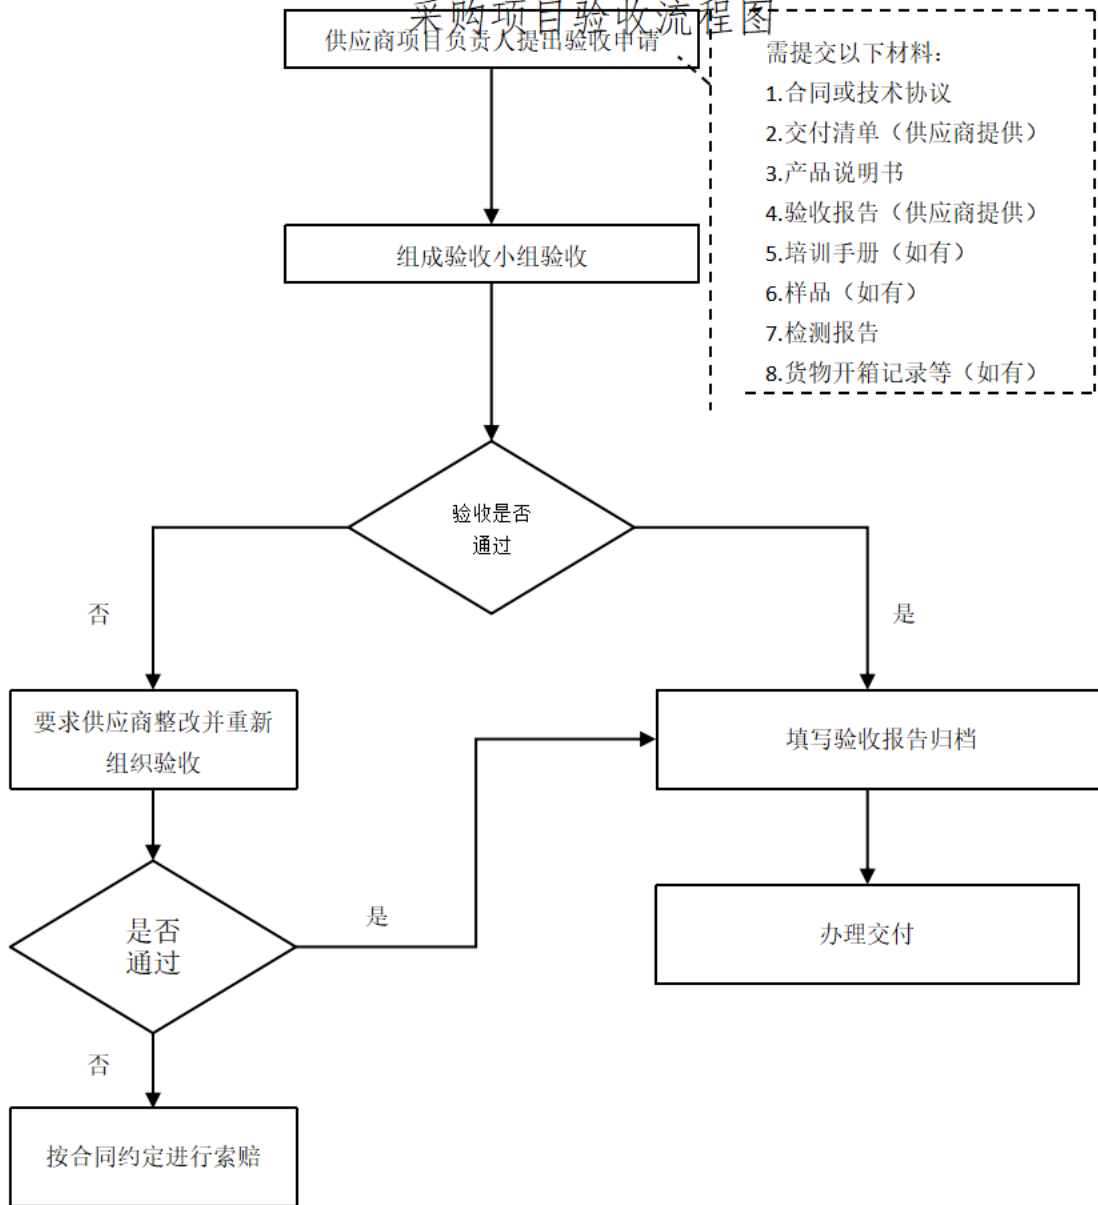 采购项目验收流程图
供应商项目负责人提出验收申请
需提交以下材料：
1.合同或技术协议
2.交付清单（供应商提供）
3.产品说明书
4.验收报告（供应商提供）
5.培训手册（如有）
6.样品（如有）
7.检测报告
8.货物开箱记录等（如有）
组成验收小组验收
验收是否
通过
否
是
要求供应商整改并重新
组织验收
填写验收报告归档
是否
通过
是
办理交付
否
按合同约定进行索赔